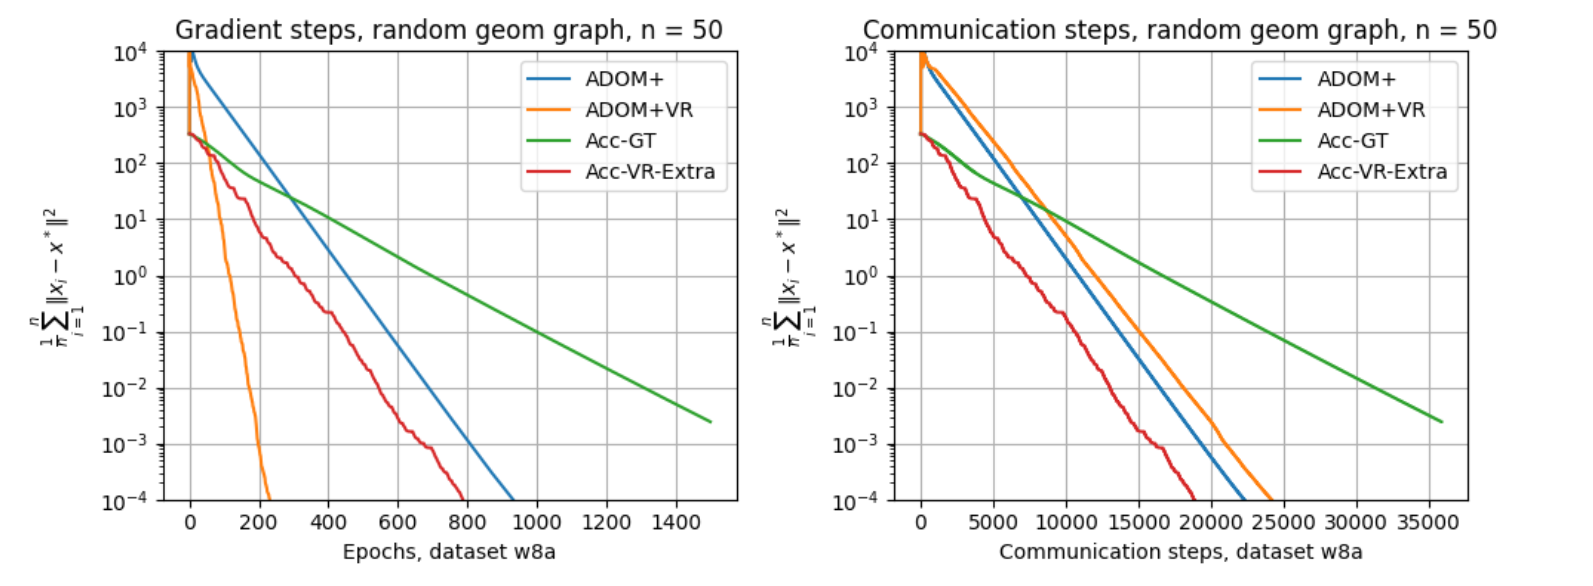 Gradient steps, random geom graph, n = 50
10^4
10^3
10^2
10^1
10^0
10^−1
10^−2
10^−3
10^−4
1/n ∑_{i=1}^{n} ||x_i − x*||^2
ADOM+
ADOM+VR
Acc-GT
Acc-VR-Extra
0 200 400 600 800 1000 1200 1400
Epochs, dataset w8a
Communication steps, random geom graph, n = 50
10^4
10^3
10^2
10^1
10^0
10^−1
10^−2
10^−3
10^−4
1/n ∑_{i=1}^{n} ||x_i − x*||^2
ADOM+
ADOM+VR
Acc-GT
Acc-VR-Extra
0 5000 10000 15000 20000 25000 30000 35000
Communication steps, dataset w8a